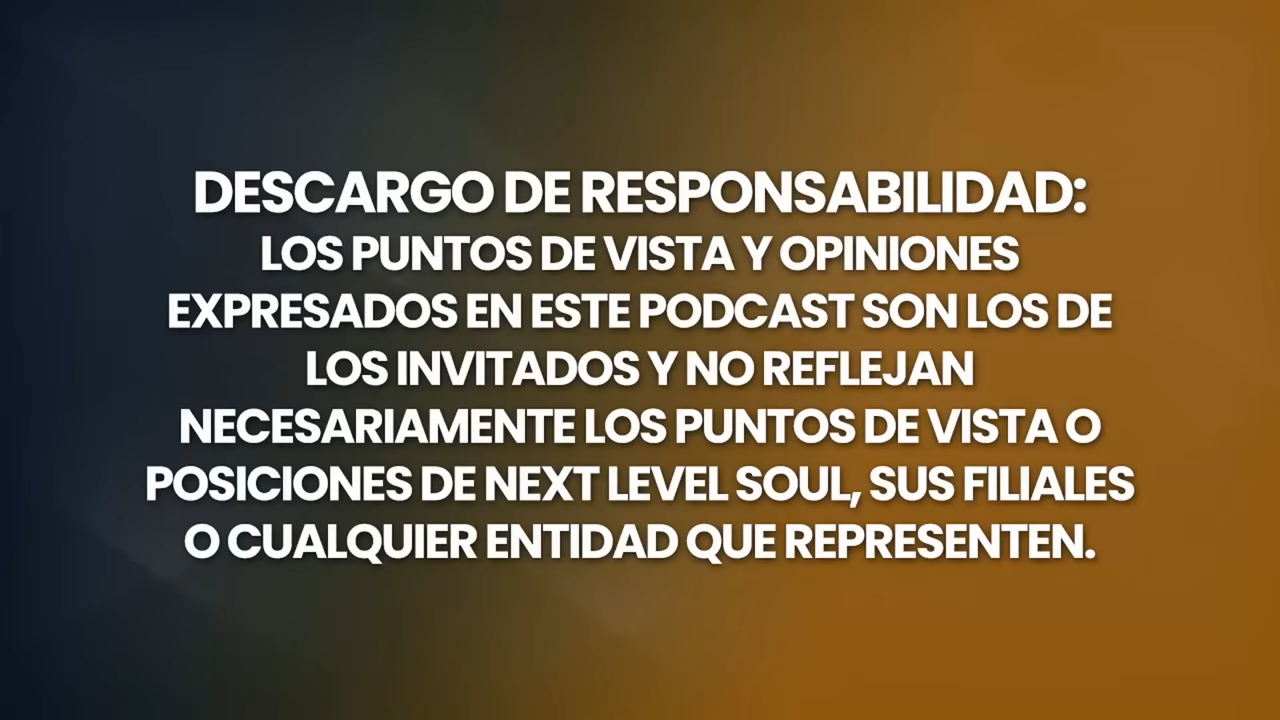 DESCARGO DE RESPONSABILIDAD:
LOS PUNTOS DE VISTA Y OPINIONES
EXPRESADOS EN ESTE PODCAST SON LOS DE
LOS INVITADOS Y NO REFLEJAN
NECESARIAMENTE LOS PUNTOS DE VISTA O
POSICIONES DE NEXT LEVEL SOUL, SUS FILIALES
O CUALQUIER ENTIDAD QUE REPRESENTEN.